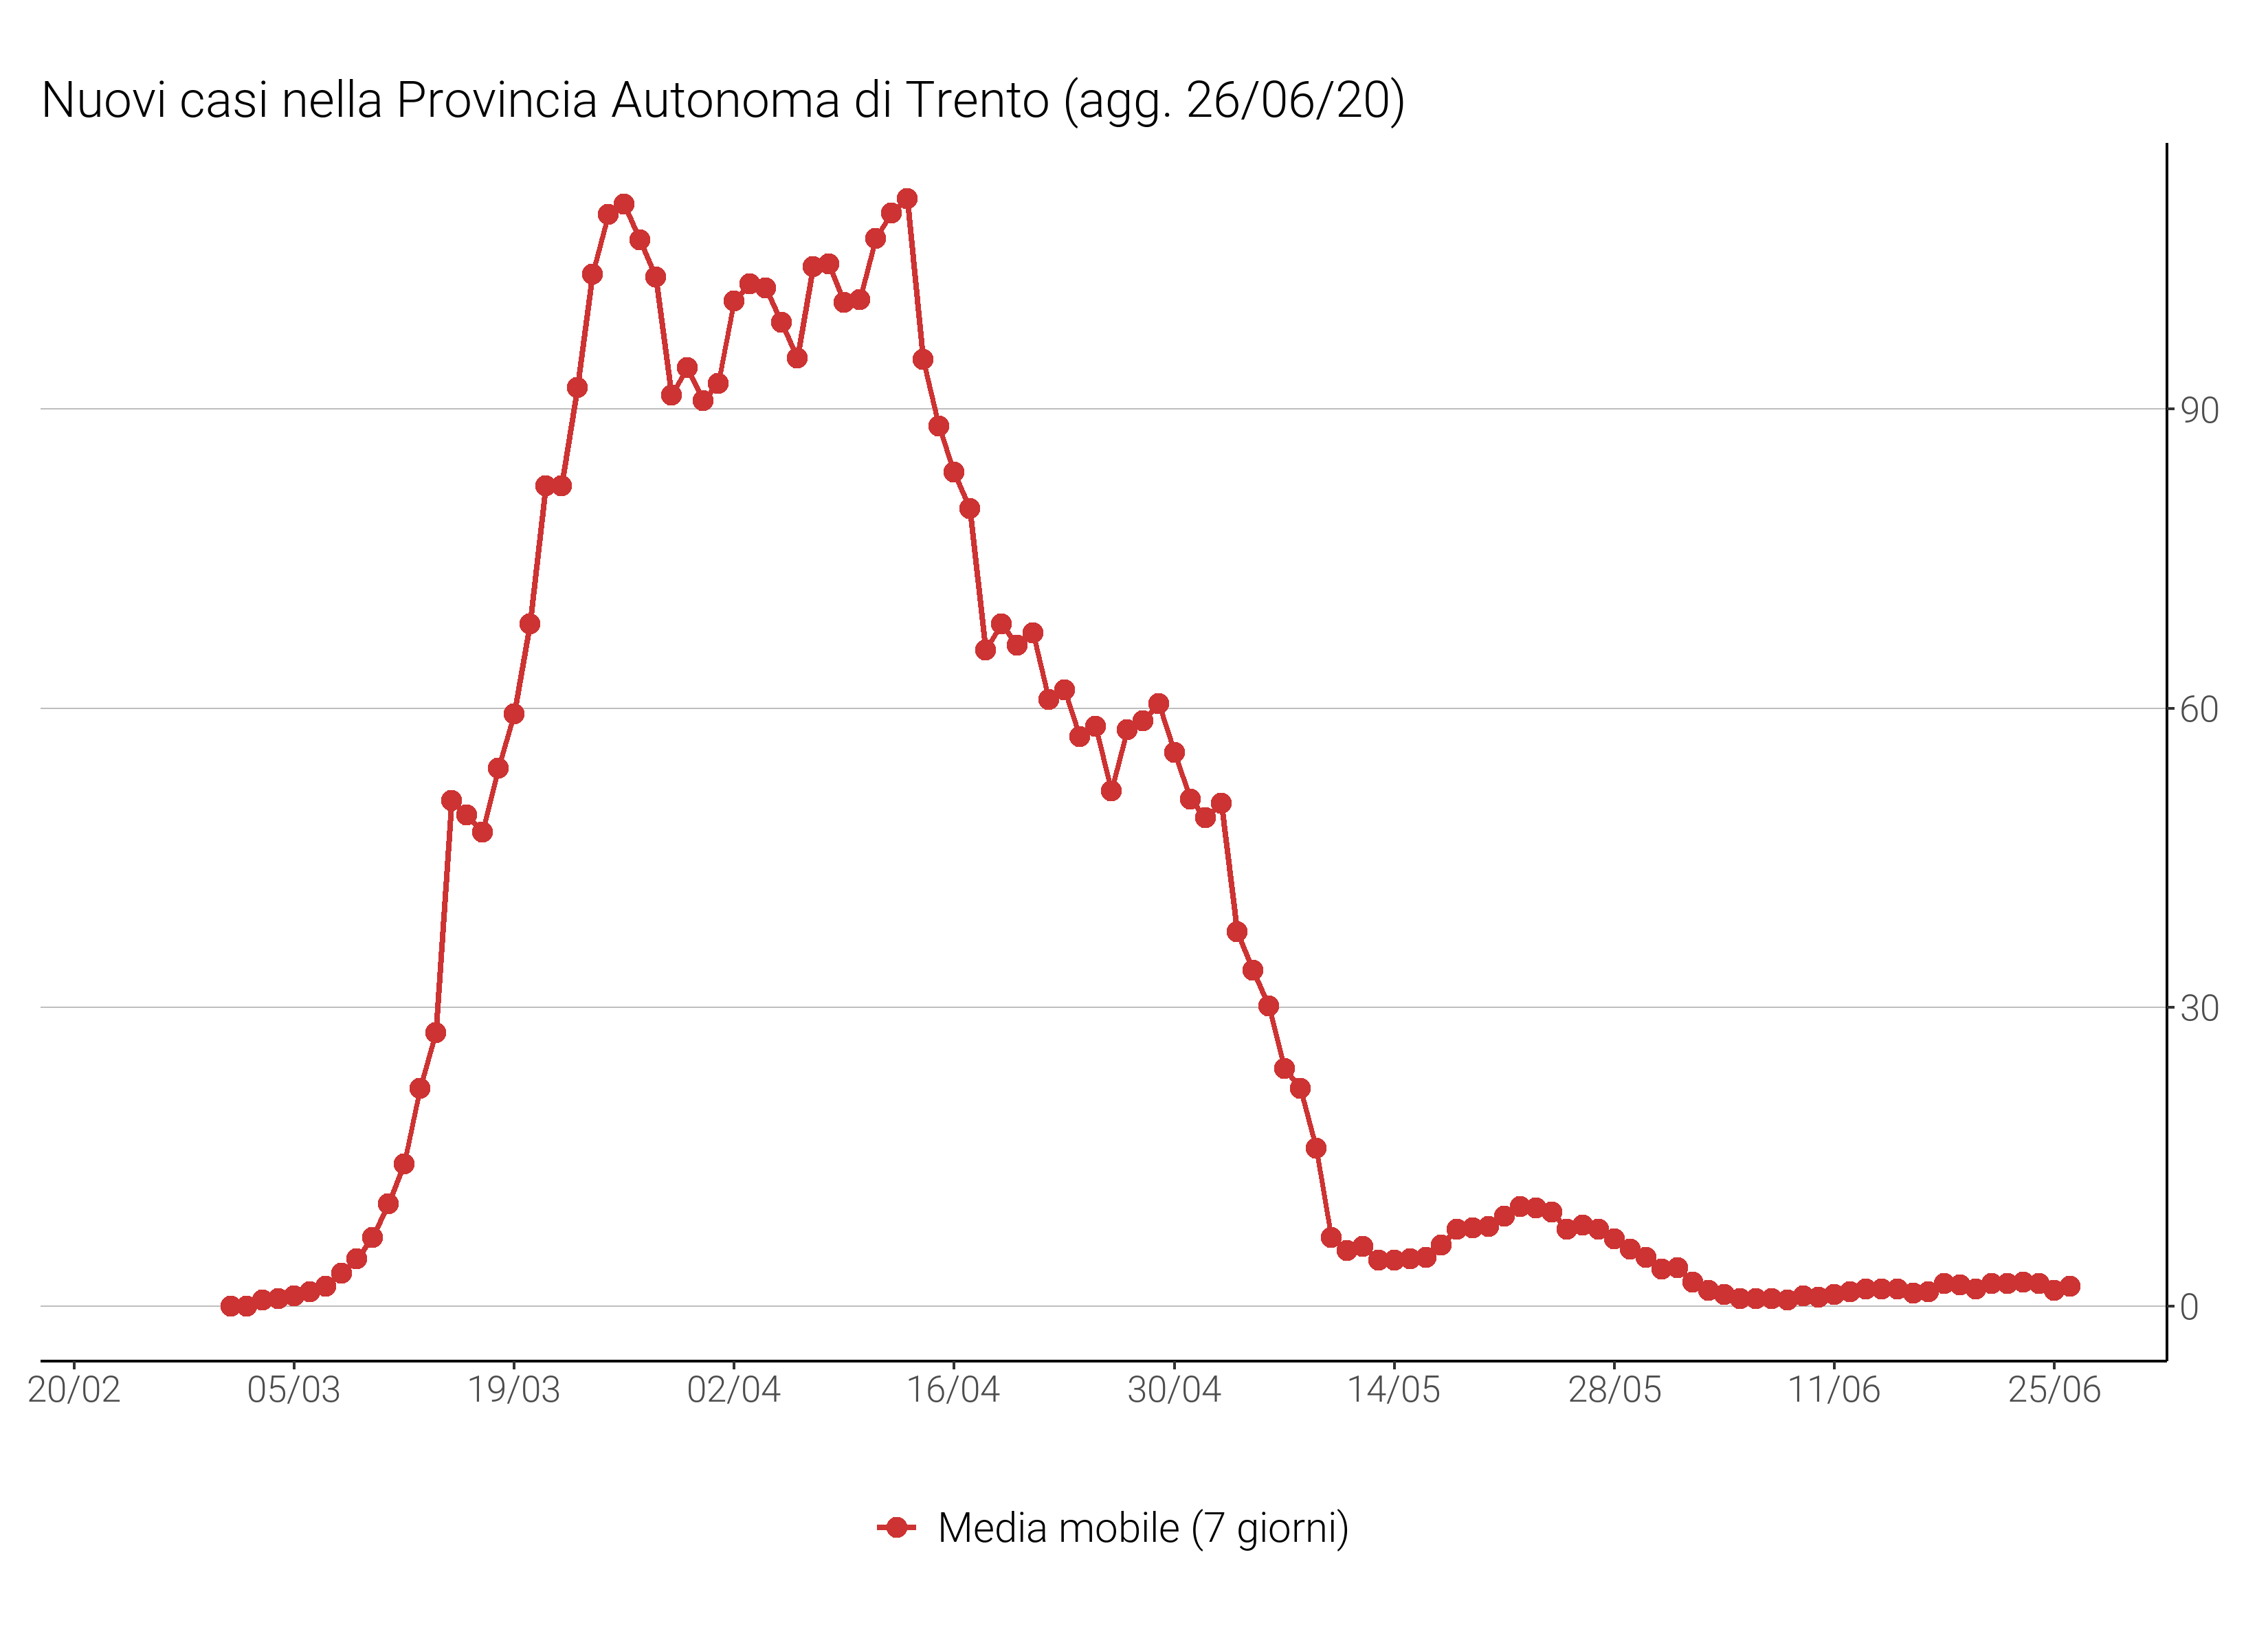 Nuovi casi nella Provincia Autonoma di Trento (agg. 26/06/20)
90
60
30
0
20/02 05/03 19/03 02/04 16/04 30/04 14/05 28/05 11/06 25/06
Media mobile (7 giorni)